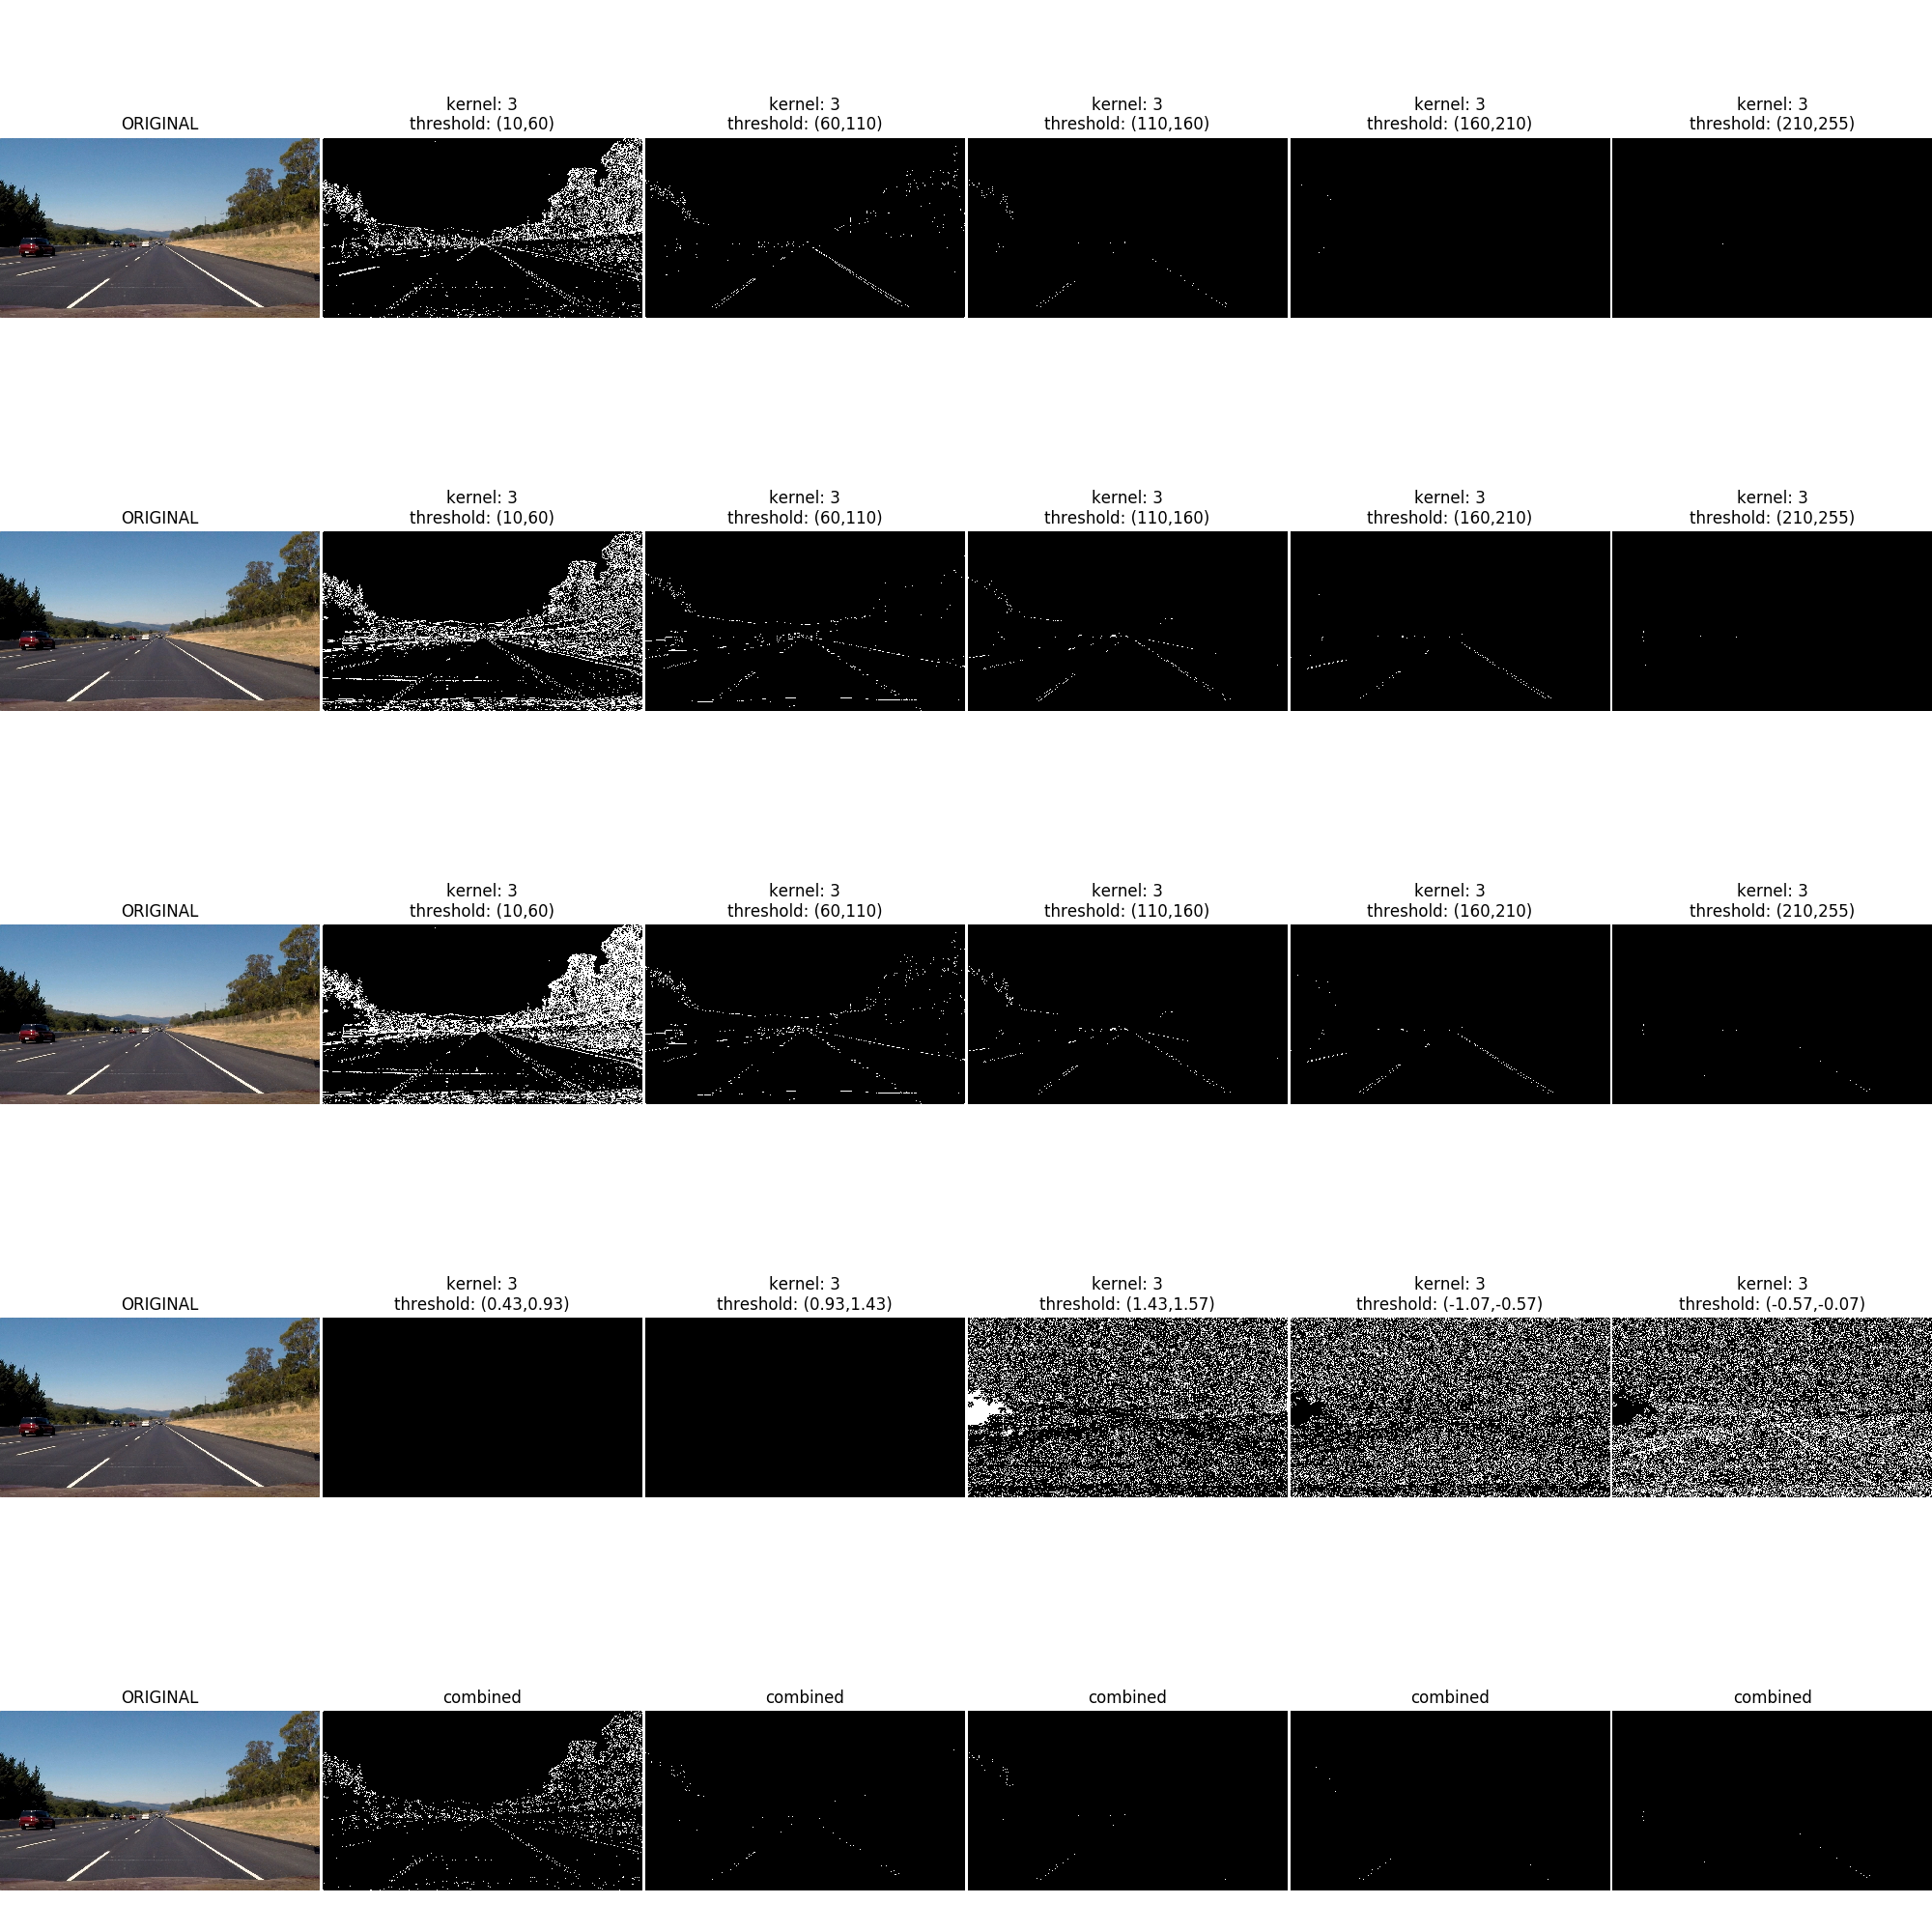 kernel: 3 kernel: 3 kernel: 3 kernel: 3 kernel: 3
ORIGINAL threshold: (10,60) threshold: (60,110) threshold: (110,160) threshold: (160,210) threshold: (210,255)
kernel: 3 kernel: 3 kernel: 3 kernel: 3 kernel: 3
ORIGINAL threshold: (10,60) threshold: (60,110) threshold: (110,160) threshold: (160,210) threshold: (210,255)
kernel: 3 kernel: 3 kernel: 3 kernel: 3 kernel: 3
ORIGINAL threshold: (10,60) threshold: (60,110) threshold: (110,160) threshold: (160,210) threshold: (210,255)
kernel: 3 kernel: 3 kernel: 3 kernel: 3 kernel: 3
ORIGINAL threshold: (0.43,0.93) threshold: (0.93,1.43) threshold: (1.43,1.57) threshold: (-1.07,-0.57) threshold: (-0.57,-0.07)
ORIGINAL combined combined combined combined combined